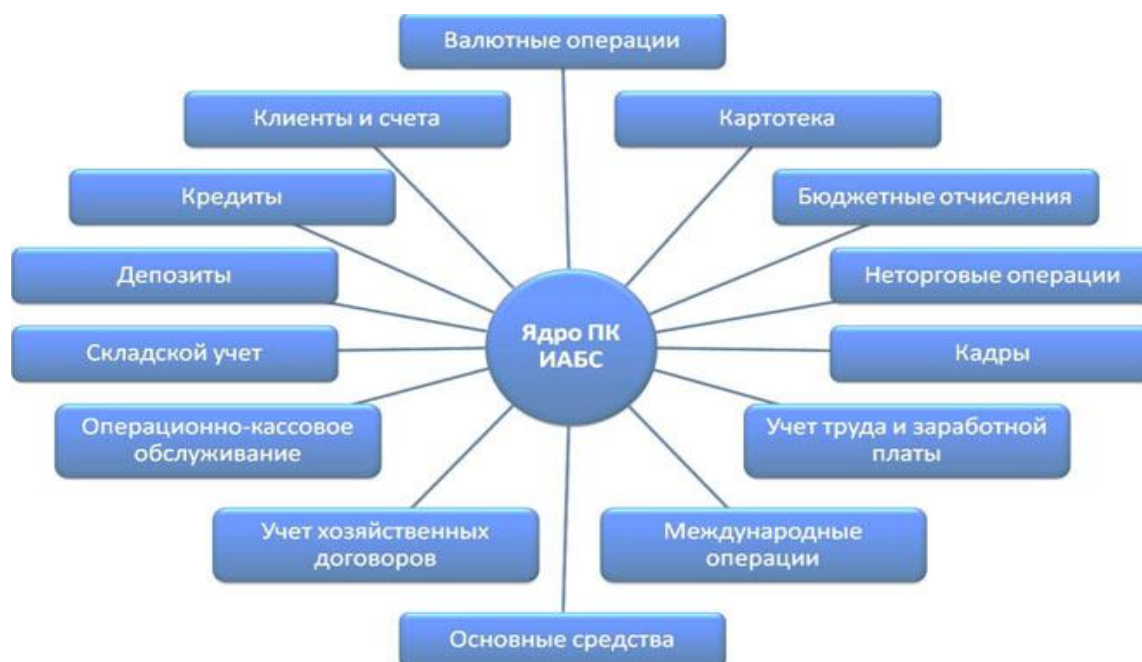 Валютные операции
Клиенты и счета
Картотека
Кредиты
Бюджетные отчисления
Депозиты
Неторговые операции
Ядро ПК
ИАБС
Складской учет
Кадры
Операционно-кассовое
обслуживание
Учет труда и заработной
платы
Учет хозяйственных
договоров
Международные
операции
Основные средства